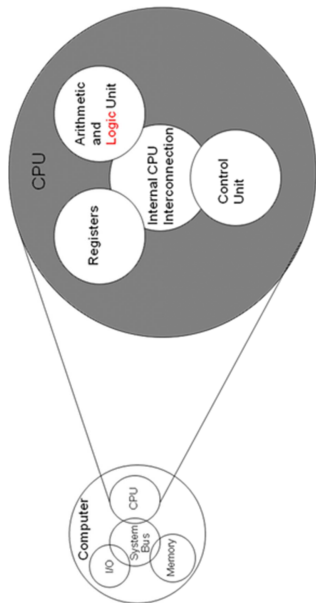 Computer
I/O
System
Bus
CPU
Memory
CPU
Registers
Arithmetic
and
Logic Unit
Internal CPU
Interconnection
Control
Unit